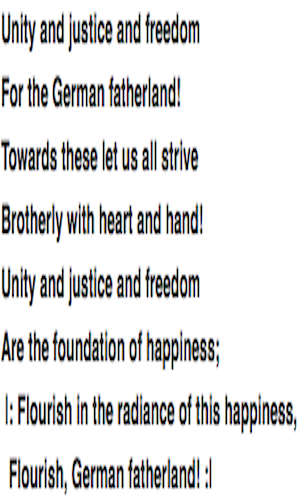 Unity and justice and freedom
For the German fatherland!
Towards these let us all strive
Brotherly with heart and hand!
Unity and justice and freedom
Are the foundation of happiness;
|: Flourish in the radiance of this happiness,
Flourish, German fatherland! :|